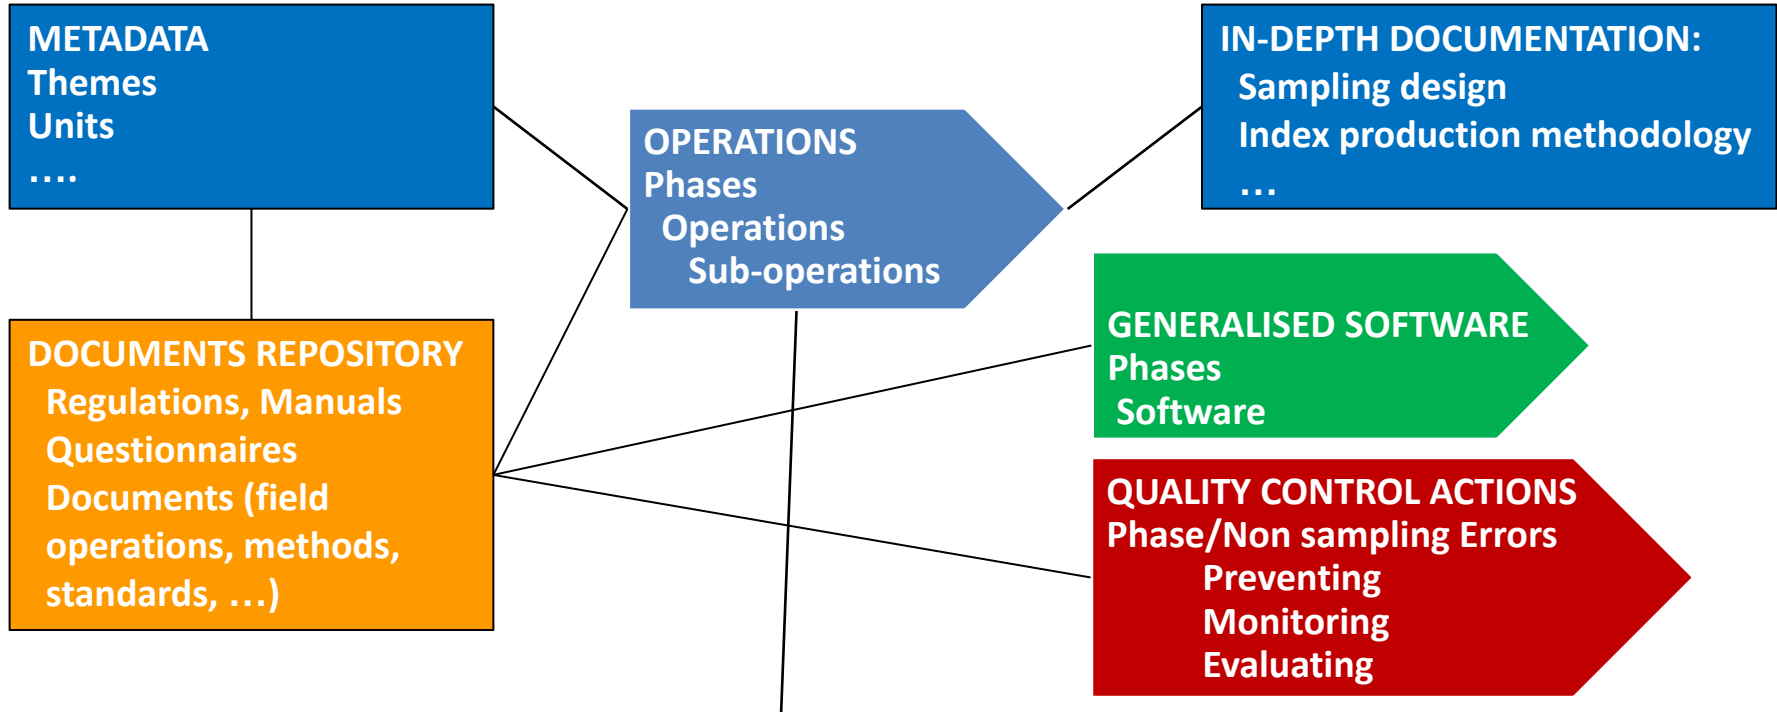 METADATA
Themes
Units
....
DOCUMENTS REPOSITORY
Regulations, Manuals
Questionnaires
Documents (field
operations, methods,
standards, ...)
OPERATIONS
Phases
Operations
Sub-operations
IN-DEPTH DOCUMENTATION:
Sampling design
Index production methodology
...
GENERALISED SOFTWARE
Phases
Software
QUALITY CONTROL ACTIONS
Phase/Non sampling Errors
Preventing
Monitoring
Evaluating